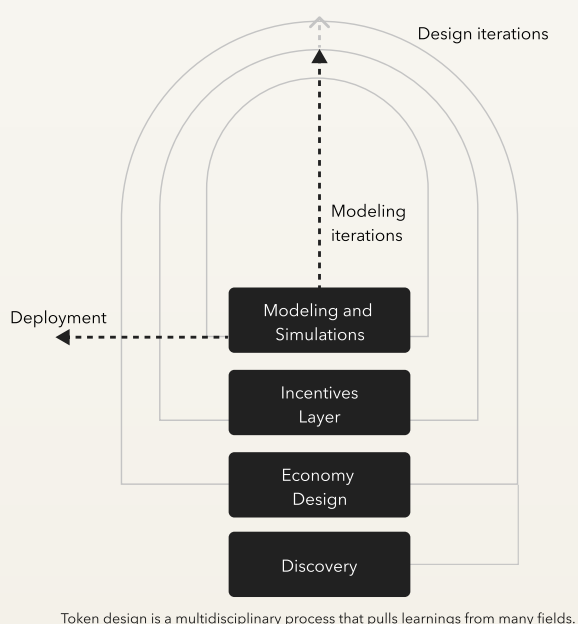 Design iterations
Modeling
iterations
Deployment
Modeling and
Simulations
Incentives
Layer
Economy
Design
Discovery
Token design is a multidisciplinary process that pulls learnings from many fields.